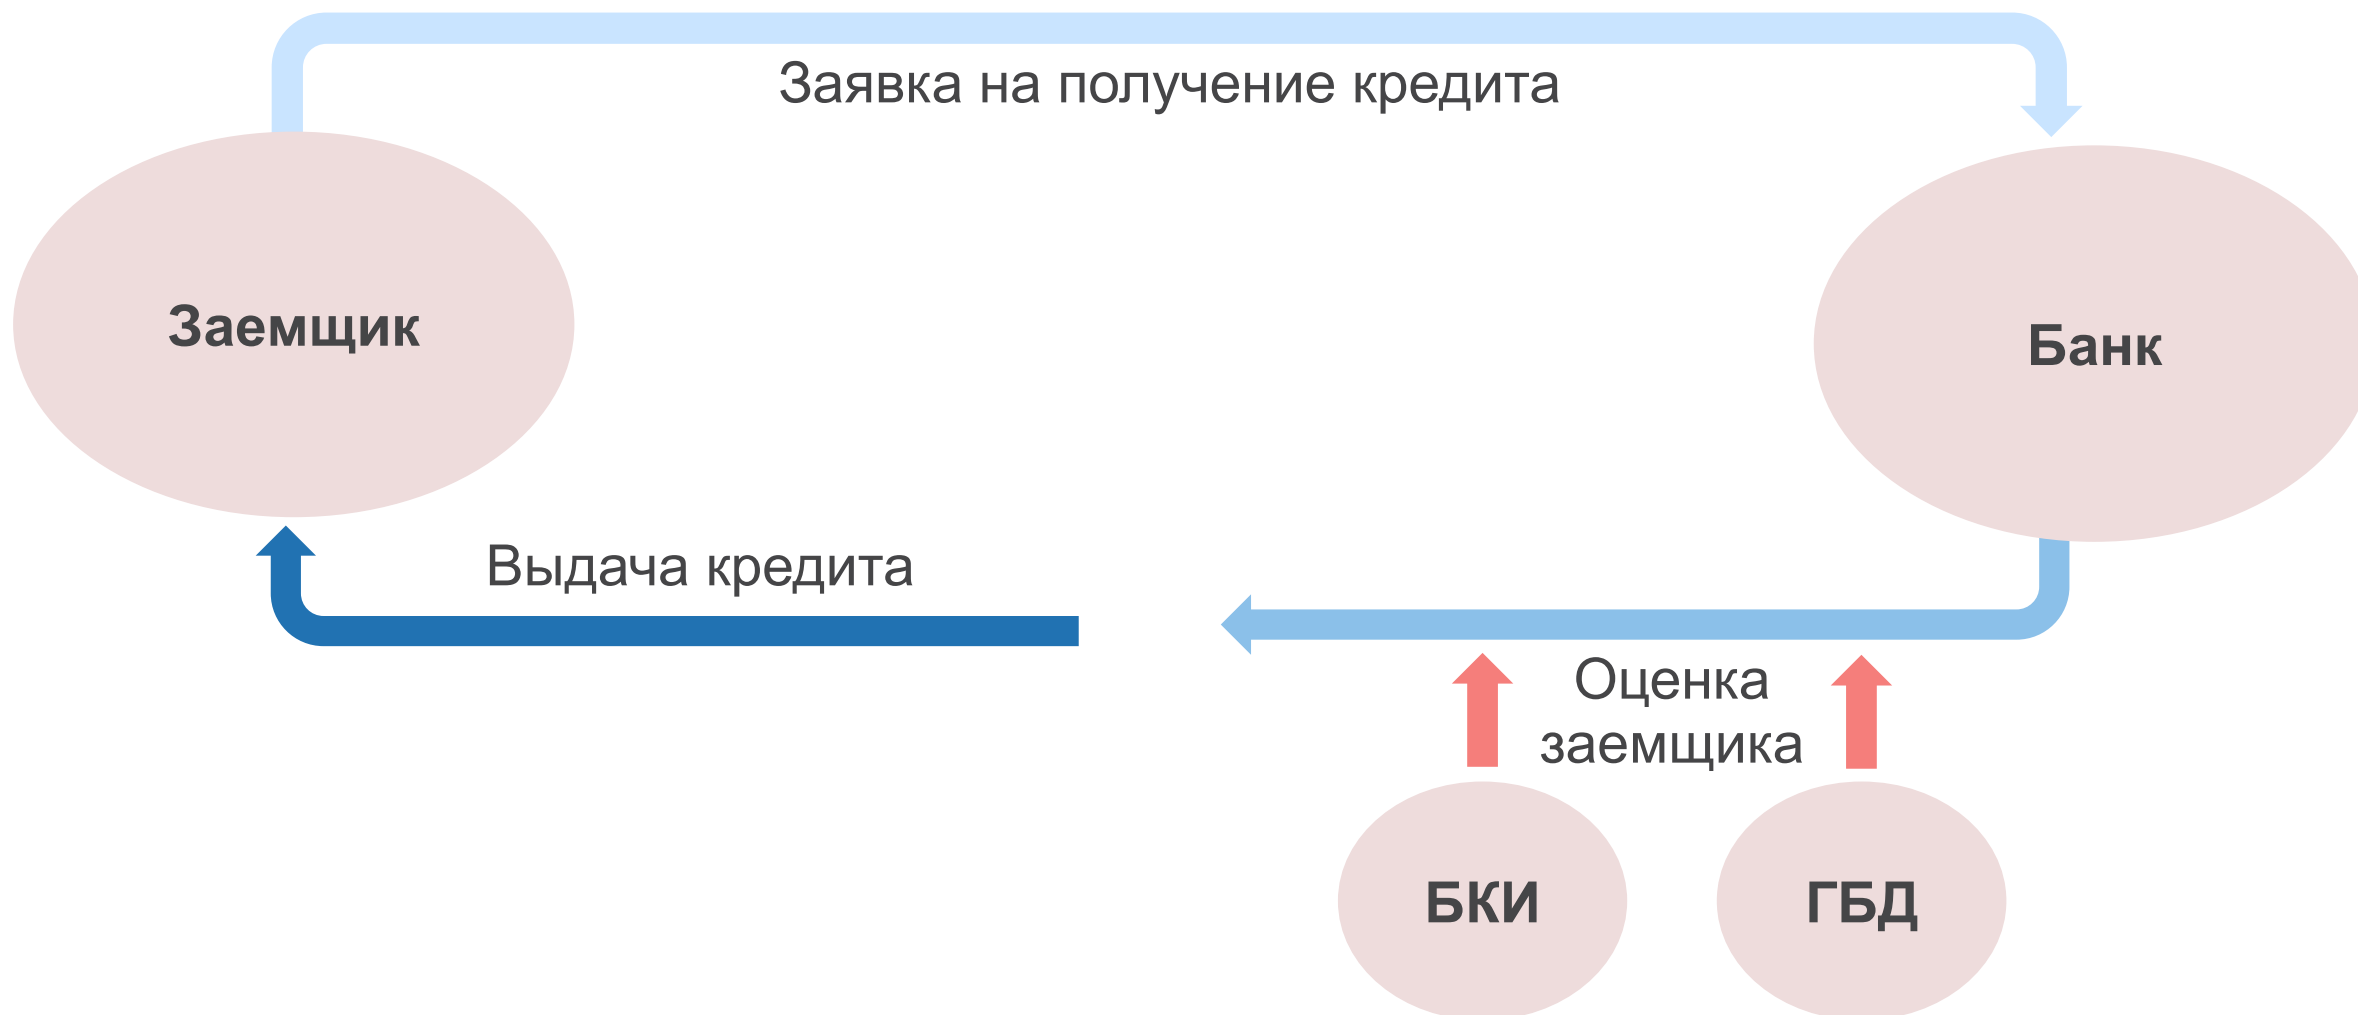 Заявка на получение кредита
Заемщик
Банк
Выдача кредита
Оценка
заемщика
БКИ
ГБД